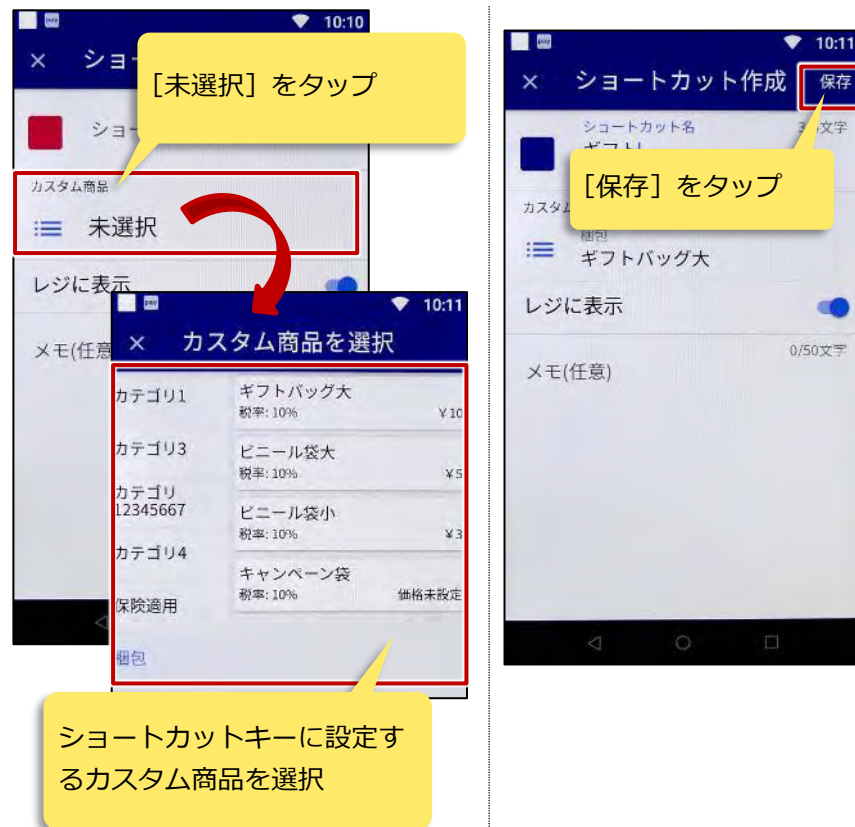 10:10
× ショー
[未選択]をタップ
ショー
カスタム商品
未選択
レジに表示
メモ(任意
pay 10:11
× カスタム商品を選択
カテゴリ1
カテゴリ3
カテゴリ
12345667
カテゴリ4
保険適用
梱包
ギフトバッグ大
税率: 10% ¥10
ビニール袋大
税率: 10% ¥5
ビニール袋小
税率: 10% ¥3
キャンペーン袋
税率: 10% 価格未設定
ショートカットキーに設定す
るカスタム商品を選択
pay 10:11
× ショートカット作成 保存
ショートカット名 文字
[保存]をタップ
カスタム
梱包
ギフトバッグ大
レジに表示
0/50文字
メモ(任意)